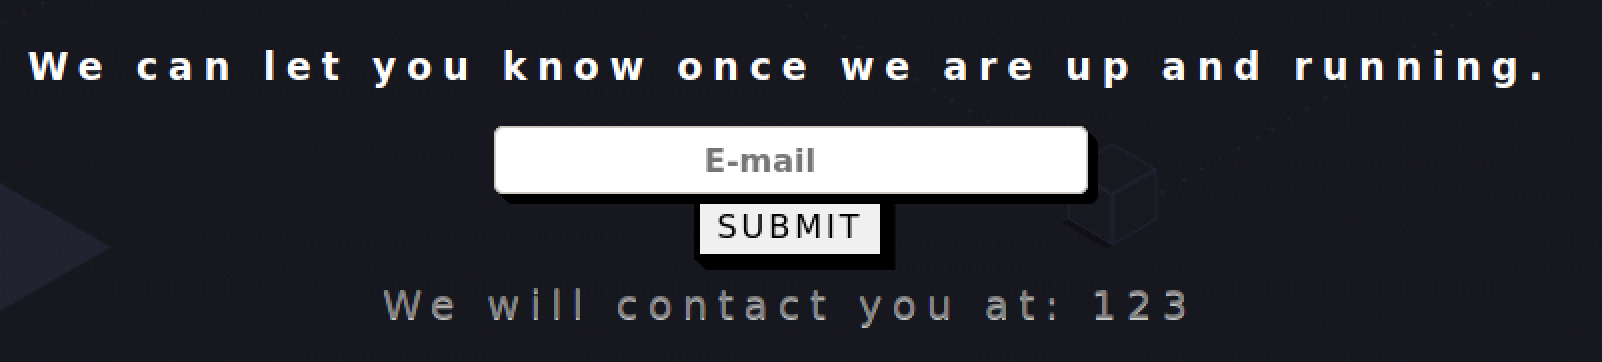 We can let you know once we are up and running.
E-mail
SUBMIT
We will contact you at: 123